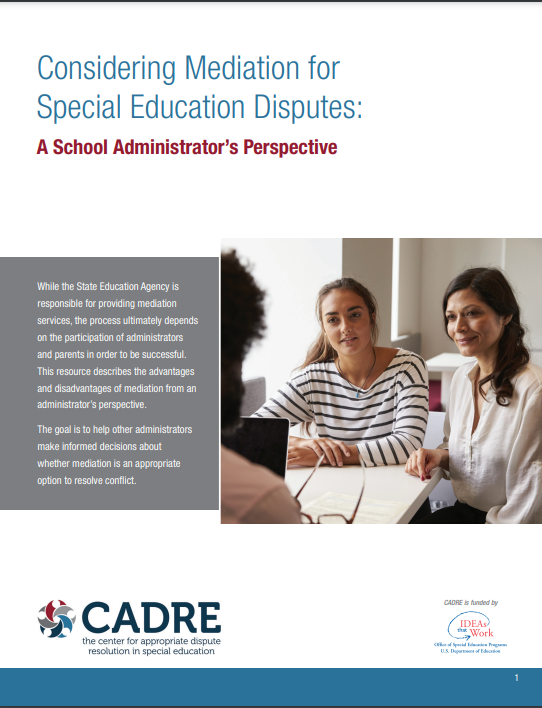 Considering Mediation for
Special Education Disputes:
A School Administrator's Perspective
While the State Education Agency is
responsible for providing mediation
services, the process ultimately depends
on the participation of administrators
and parents in order to be successful.
This resource describes the advantages
and disadvantages of mediation from an
administrator's perspective.
The goal is to help other administrators
make informed decisions about
whether mediation is an appropriate
option to resolve conflict.
CADRE
the center for appropriate dispute
resolution in special education
CADRE is funded by
IDEAs
that Work
Office of Special Education Programs
U.S. Department of Education
1